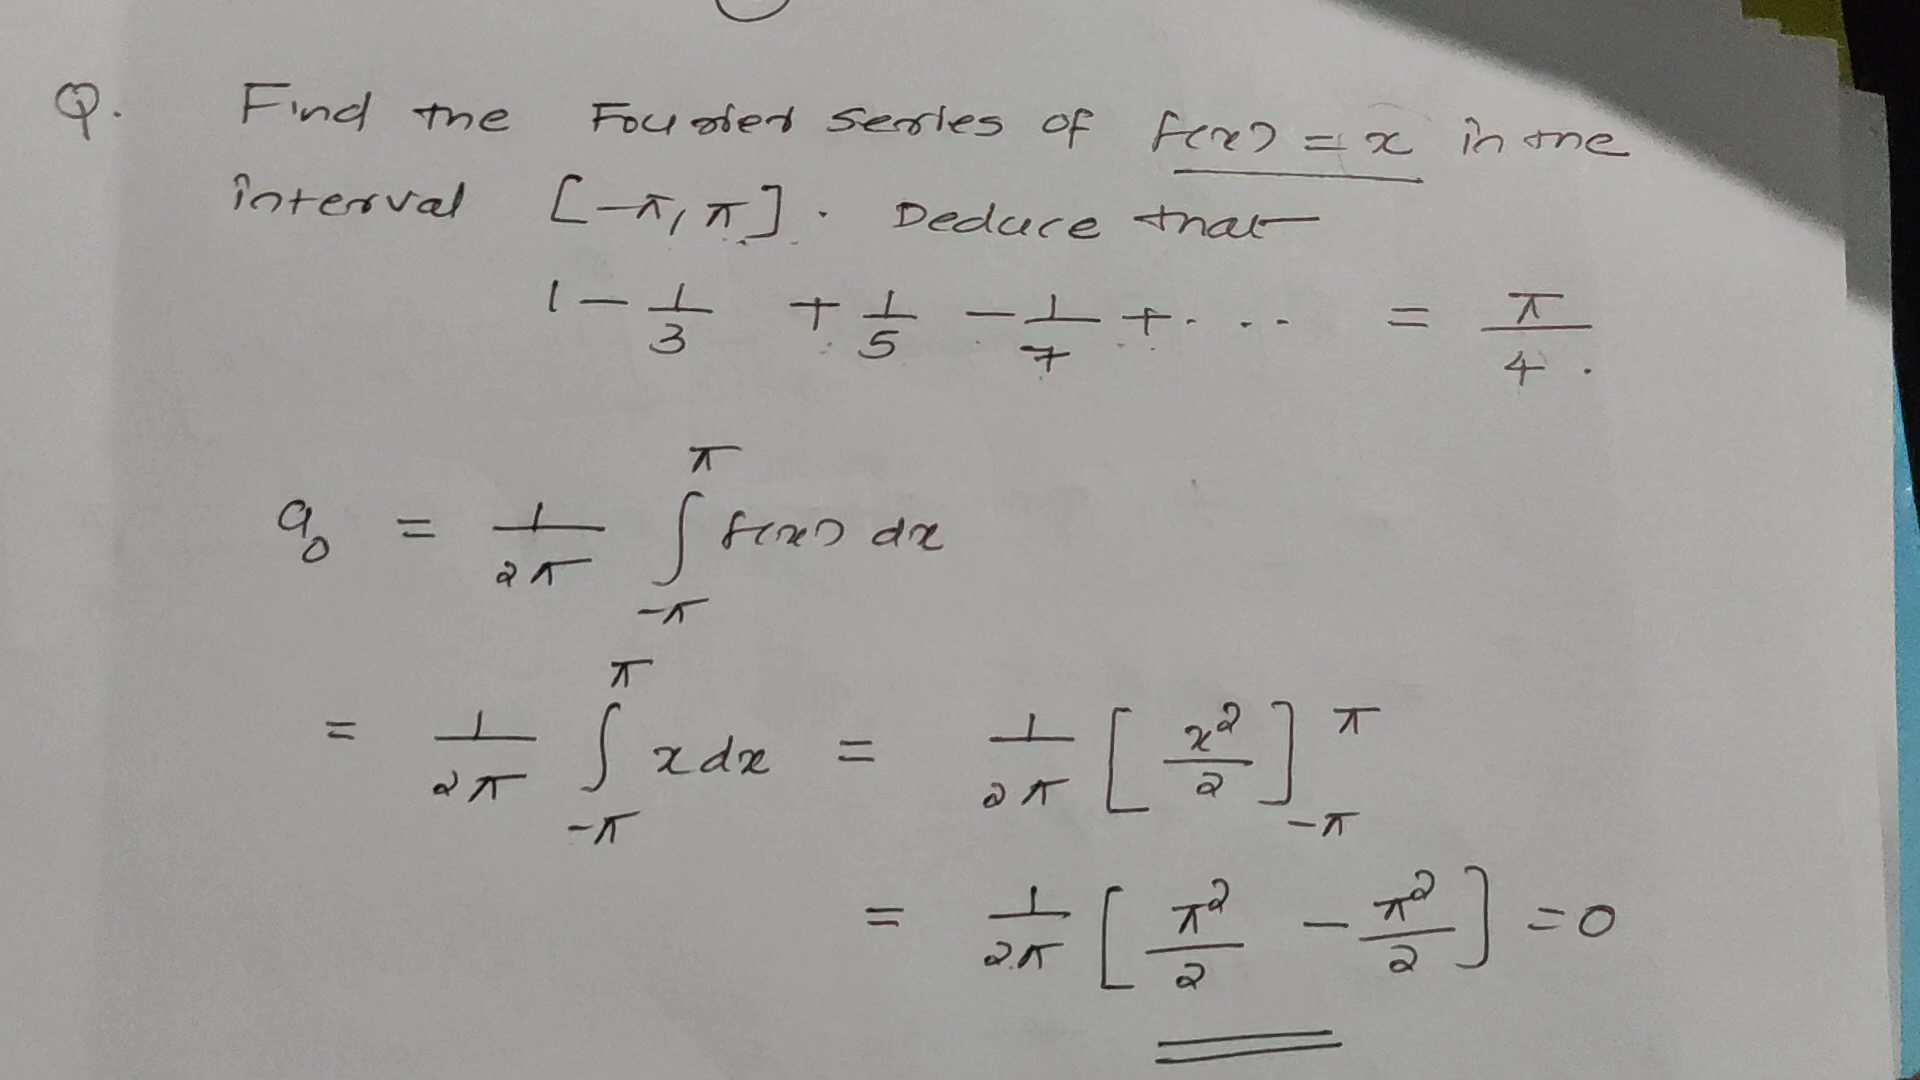 Q. Find the Fourier series of f(x) = x in the
interval [-π, π]. Deduce that
1 - 1/3 + 1/5 - 1/7 + ... = π/4.
a₀ = 1/2π ∫_{-π}^{π} f(x) dx
= 1/2π ∫_{-π}^{π} x dx = 1/2π [x²/2]_{-π}^{π}
= 1/2π [π²/2 - π²/2] = 0